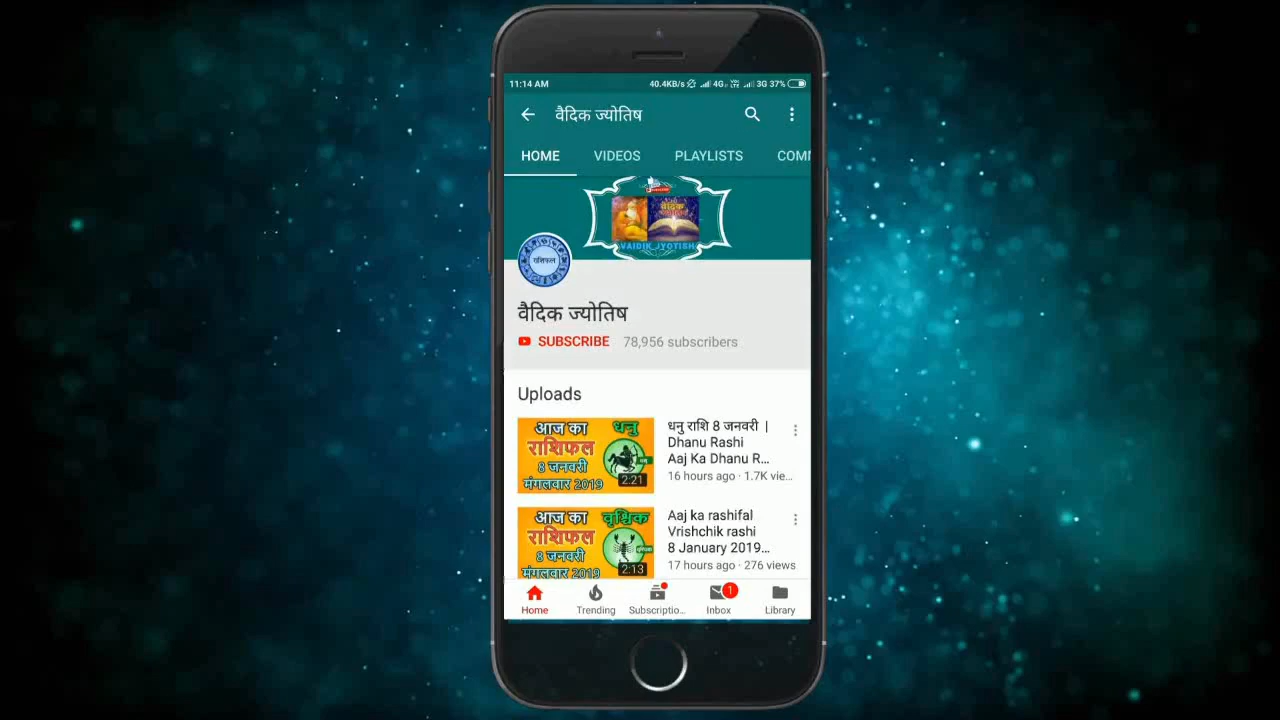 11:14 AM
40.4KB/s 4G VoLTE 3G 37%
वैदिक ज्योतिष
HOME VIDEOS PLAYLISTS COMM
वैदिक
VAIDIK JYOTISH
राशिफल
वैदिक ज्योतिष
SUBSCRIBE 78,956 subscribers
Uploads
आज का धनु
राशिफल
8 जनवरी
मंगलवार 2019
2:21
धनु राशि 8 जनवरी |
Dhanu Rashi
Aaj Ka Dhanu R...
16 hours ago · 1.7K vie...
आज का वृश्चिक
राशिफल
8 जनवरी
मंगलवार 2019
2:13
Aaj ka rashifal
Vrishchik rashi
8 January 2019...
17 hours ago · 276 views
1
Home Trending Subscriptio... Inbox Library